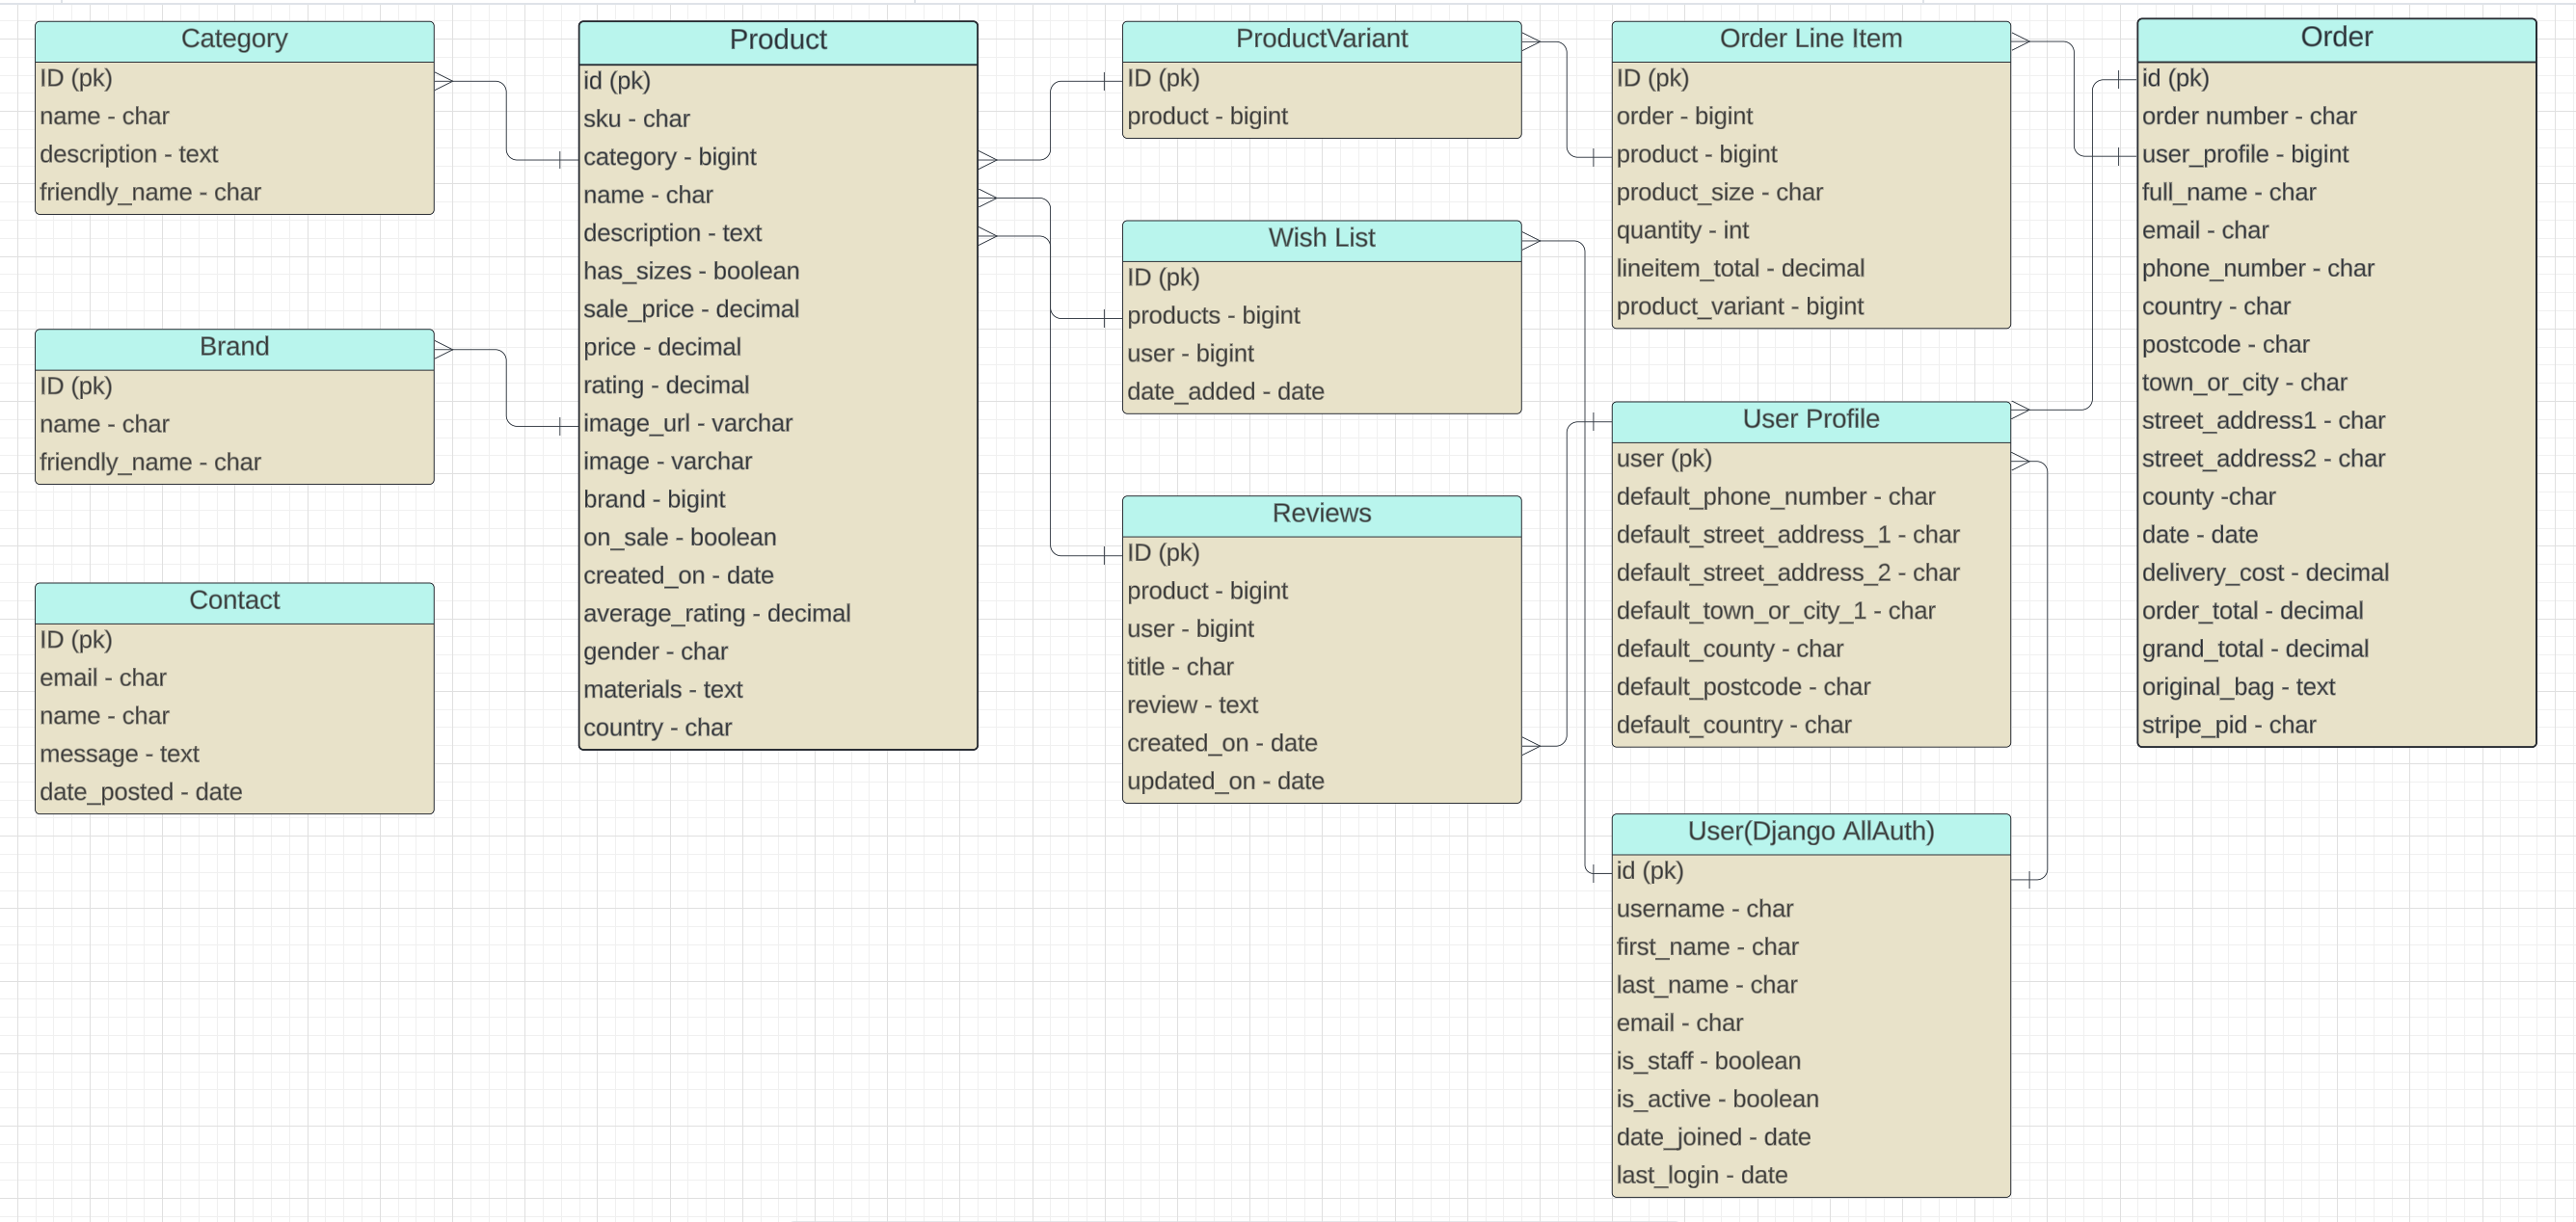 Category
ID (pk)
name - char
description - text
friendly_name - char
Brand
ID (pk)
name - char
friendly_name - char
Contact
ID (pk)
email - char
name - char
message - text
date_posted - date
Product
id (pk)
sku - char
category - bigint
name - char
description - text
has_sizes - boolean
sale_price - decimal
price - decimal
rating - decimal
image_url - varchar
image - varchar
brand - bigint
on_sale - boolean
created_on - date
average_rating - decimal
gender - char
materials - text
country - char
ProductVariant
ID (pk)
product - bigint
Wish List
ID (pk)
products - bigint
user - bigint
date_added - date
Reviews
ID (pk)
product - bigint
user - bigint
title - char
review - text
created_on - date
updated_on - date
Order Line Item
ID (pk)
order - bigint
product - bigint
product_size - char
quantity - int
lineitem_total - decimal
product_variant - bigint
User Profile
user (pk)
default_phone_number - char
default_street_address_1 - char
default_street_address_2 - char
default_town_or_city_1 - char
default_county - char
default_postcode - char
default_country - char
User(Django AllAuth)
id (pk)
username - char
first_name - char
last_name - char
email - char
is_staff - boolean
is_active - boolean
date_joined - date
last_login - date
Order
id (pk)
order number - char
user_profile - bigint
full_name - char
email - char
phone_number - char
country - char
postcode - char
town_or_city - char
street_address1 - char
street_address2 - char
county -char
date - date
delivery_cost - decimal
order_total - decimal
grand_total - decimal
original_bag - text
stripe_pid - char